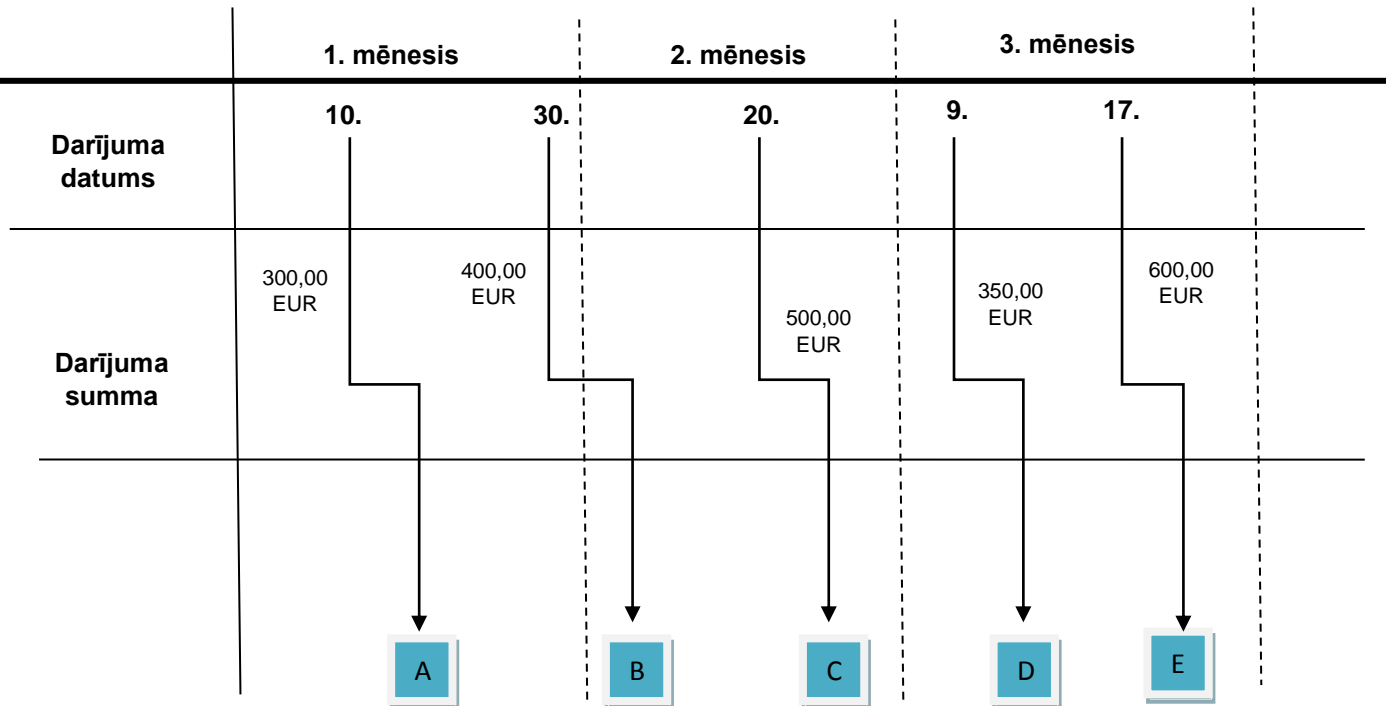 1. mēnesis
2. mēnesis
3. mēnesis
Darījuma
datums
10.
30.
20.
9.
17.
Darījuma
summa
300,00
EUR
400,00
EUR
500,00
EUR
350,00
EUR
600,00
EUR
A
B
C
D
E